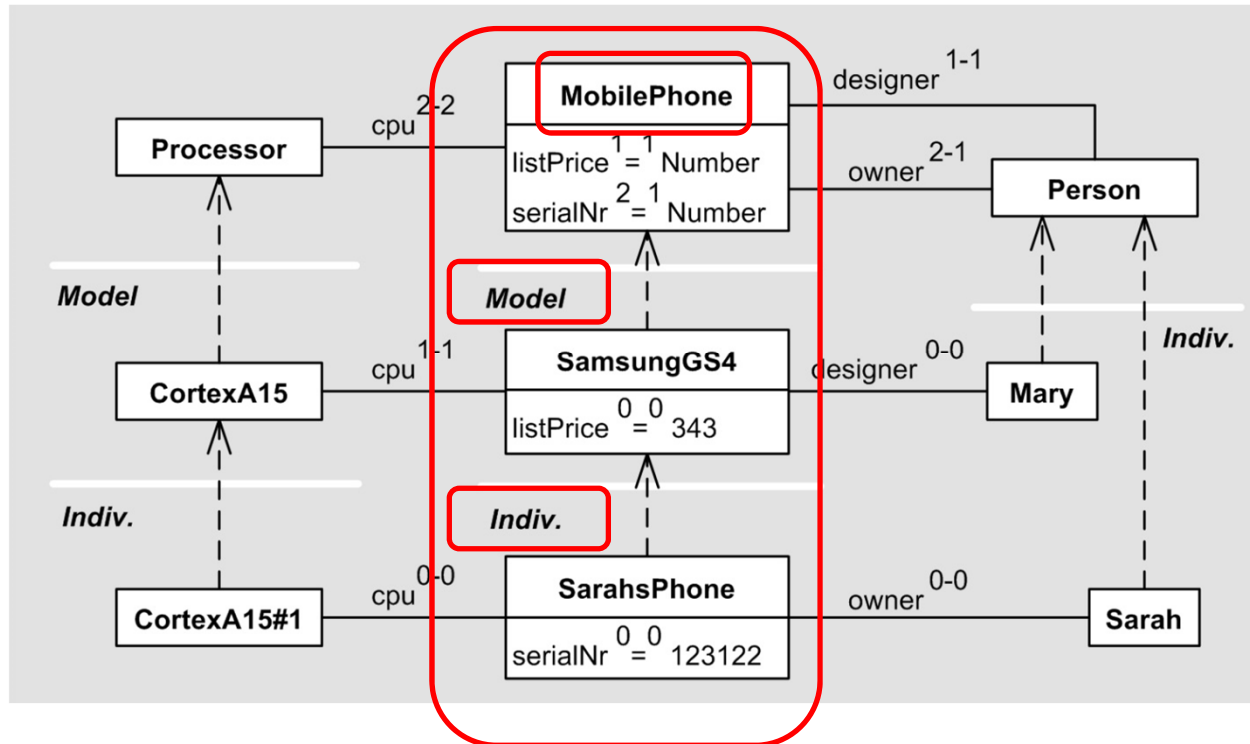 MobilePhone
designer 1-1
cpu 2-2
Processor
listPrice 1=1 Number
owner 2-1
Person
serialNr 2=1 Number
Model
Model
Indiv.
cpu 1-1
SamsungGS4
designer 0-0
CortexA15
Mary
listPrice 0=0 343
Indiv.
Indiv.
cpu 0-0
SarahsPhone
owner 0-0
CortexA15#1
Sarah
serialNr 0=0 123122